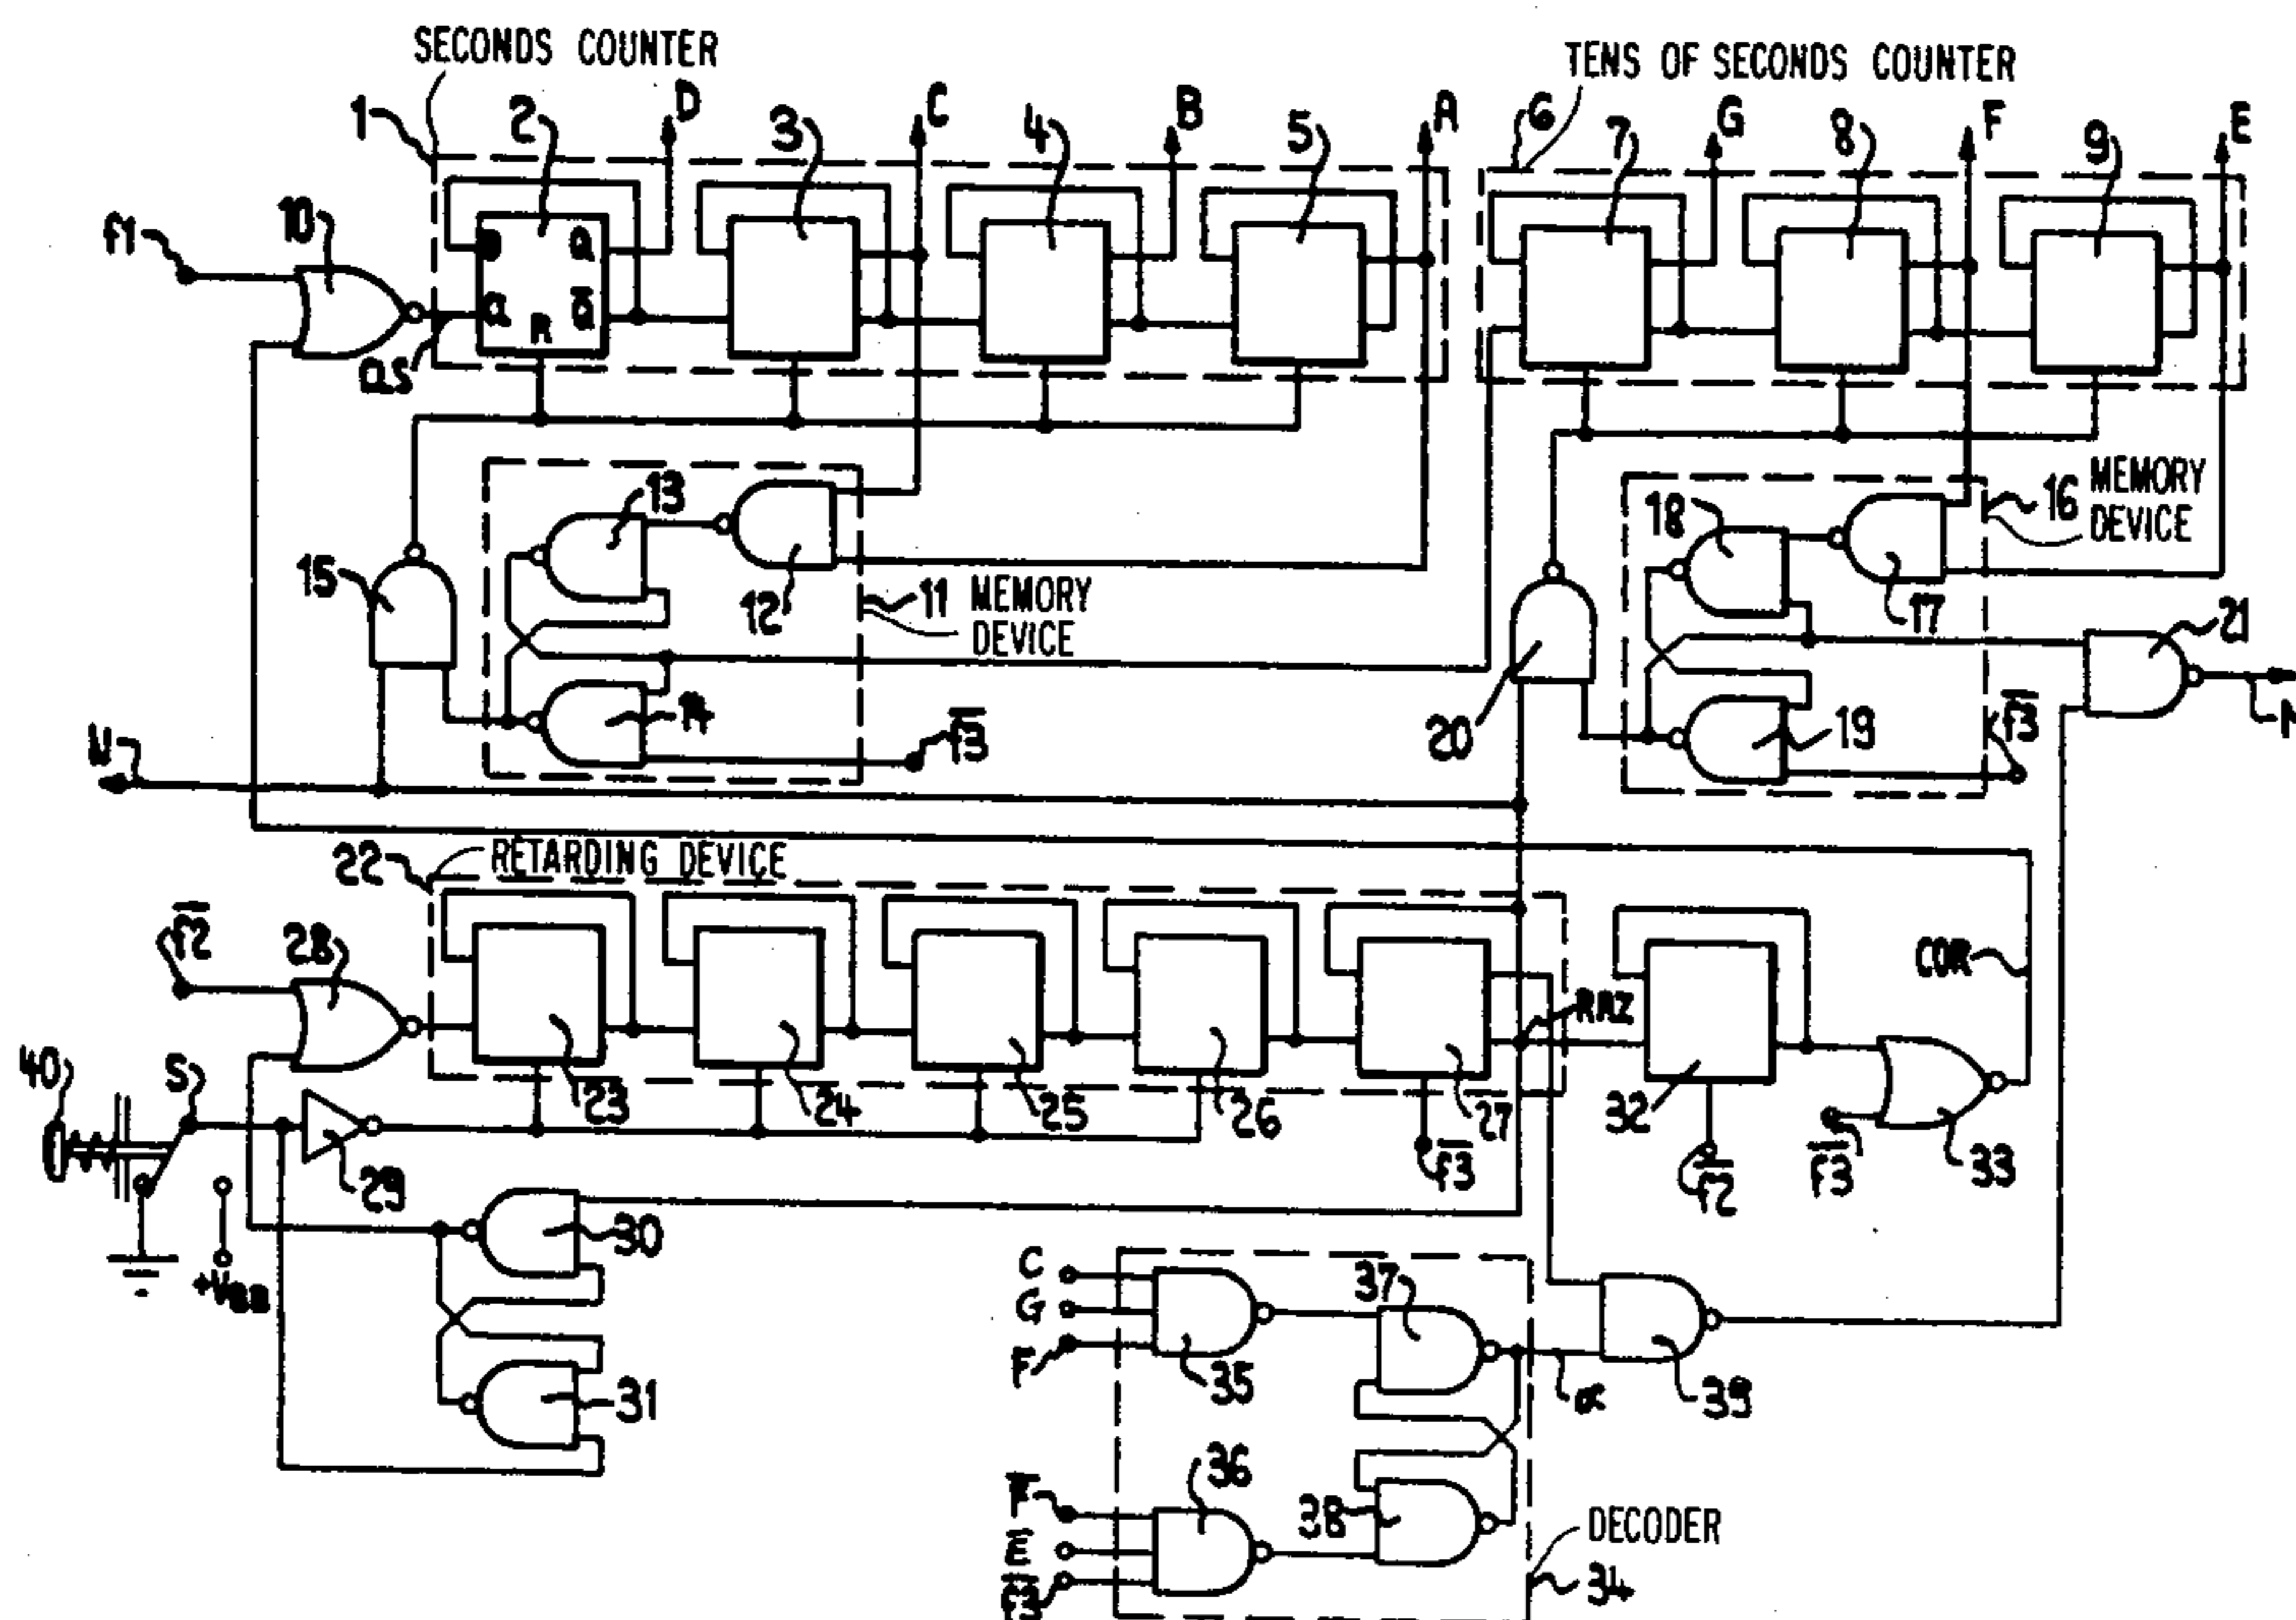 SECONDS COUNTER
TENS OF SECONDS COUNTER
1
2
D
3
C
4
B
5
A
6
7
G
8
F
9
E
f1
10
D
Q
a
R
Q̅
as
13
12
11 MEMORY
DEVICE
15
14
f̅3̅
18
17
16 MEMORY
DEVICE
20
19
f̅3̅
21
W
22
RETARDING DEVICE
f̅2̅
28
23
24
25
26
27
f̅3̅
RAZ
32
f̅2̅
COR
f̅3̅
33
40
S
29
30
31
C
G
F
35
37
α
39
36
38
E̅
f̅3̅
DECODER
34